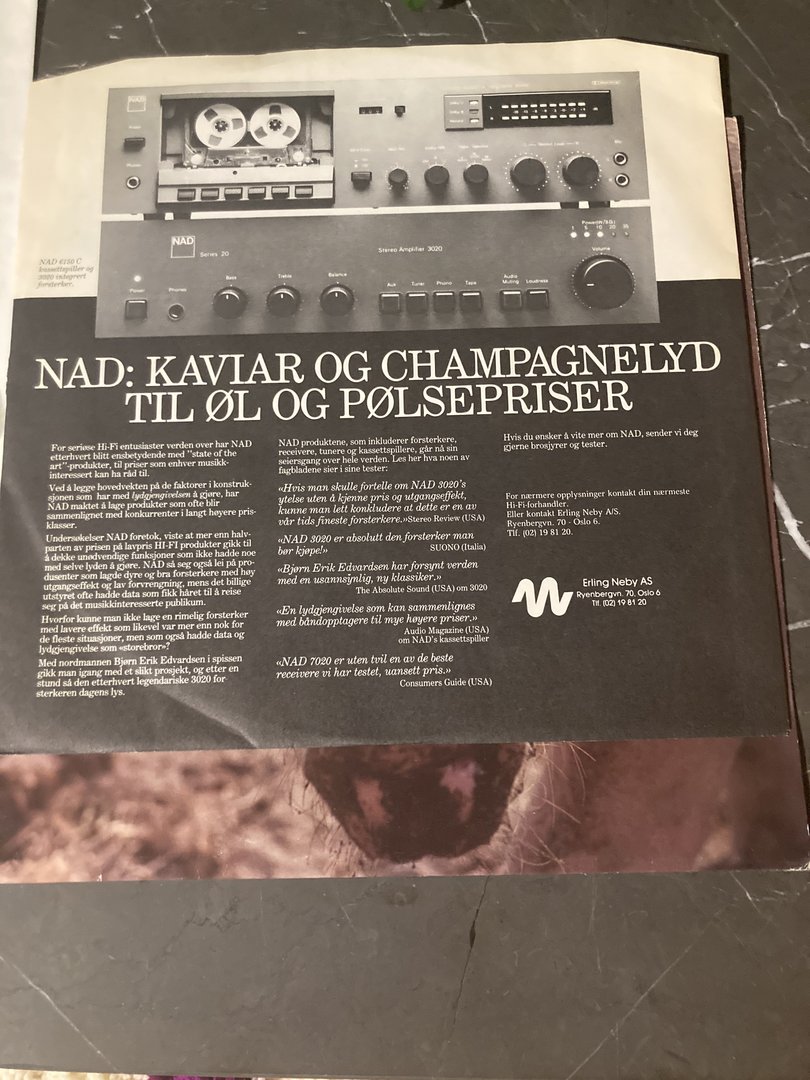 NAD
NAD
Series 20
Stereo Amplifier 3020
Power (W/8Ω)
1 5 10 20 35
Volume
Power
Phones
Bass
Treble
Balance
Aux
Tuner
Phono
Tape
Audio
Muting
Loudness
NAD 6150 C
kassettspiller og
3020 integrert
forsterker.
NAD: KAVIAR OG CHAMPAGNELYD
TIL ØL OG PØLSEPRISER
For seriøse Hi-Fi entusiaster verden over har NAD
etterhvert blitt ensbetydende med "state of the
art"-produkter, til priser som enhver musikk-
interessert kan ha råd til.
Ved å legge hovedvekten på de faktorer i konstruk-
sjonen som har med lydgjengivelsen å gjøre, har
NAD maktet å lage produkter som ofte blir
sammenlignet med konkurrenter i langt høyere pris-
klasser.
Undersøkelser NAD foretok, viste at mer enn halv-
parten av prisen på lavpris HI-FI produkter gikk til
å dekke unødvendige funksjoner som ikke hadde noe
med selve lyden å gjøre. NAD så seg også lei på pro-
dusenter som lagde dyre og bra forsterkere med høy
utgangseffekt og lav forvrengning, mens det billige
utstyret ofte hadde data som fikk håret til å reise
seg på det musikkinteresserte publikum.
Hvorfor kunne man ikke lage en rimelig forsterker
med lavere effekt som likevel var mer enn nok for
de fleste situasjoner, men som også hadde data og
lydgjengivelse som «storebror»?
Med nordmannen Bjørn Erik Edvardsen i spissen
gikk man igang med et slikt prosjekt, og etter en
stund så den etterhvert legendariske 3020 for
sterkeren dagens lys.
NAD produktene, som inkluderer forsterkere,
receivere, tunere og kassettspillere, går nå sin
seiersgang over hele verden. Les her hva noen av
fagbladene sier i sine tester:
«Hvis man skulle fortelle om NAD 3020's
ytelse uten å kjenne pris og utgangseffekt,
kunne man lett konkludere at dette er en av
vår tids fineste forsterkere.»Stereo Review (USA)
«NAD 3020 er absolutt den forsterker man
bør kjøpe!»
SUONO (Italia)
«Bjørn Erik Edvardsen har forsynt verden
med en usannsynlig, ny klassiker.»
The Absolute Sound (USA) om 3020
«En lydgjengivelse som kan sammenlignes
med båndopptagere til mye høyere priser.»
Audio Magazine (USA)
om NAD's kassettspiller
«NAD 7020 er uten tvil en av de beste
receivere vi har testet, uansett pris.»
Consumers Guide (USA)
Hvis du ønsker å vite mer om NAD, sender vi deg
gjerne brosjyrer og tester.
For nærmere opplysninger kontakt din nærmeste
Hi-Fi-forhandler.
Eller kontakt Erling Neby A/S.
Ryenbergvn. 70 - Oslo 6.
Tlf. (02) 19 81 20.
Erling Neby AS
Ryenbergvn. 70, Oslo 6
Tlf. (02) 19 81 20